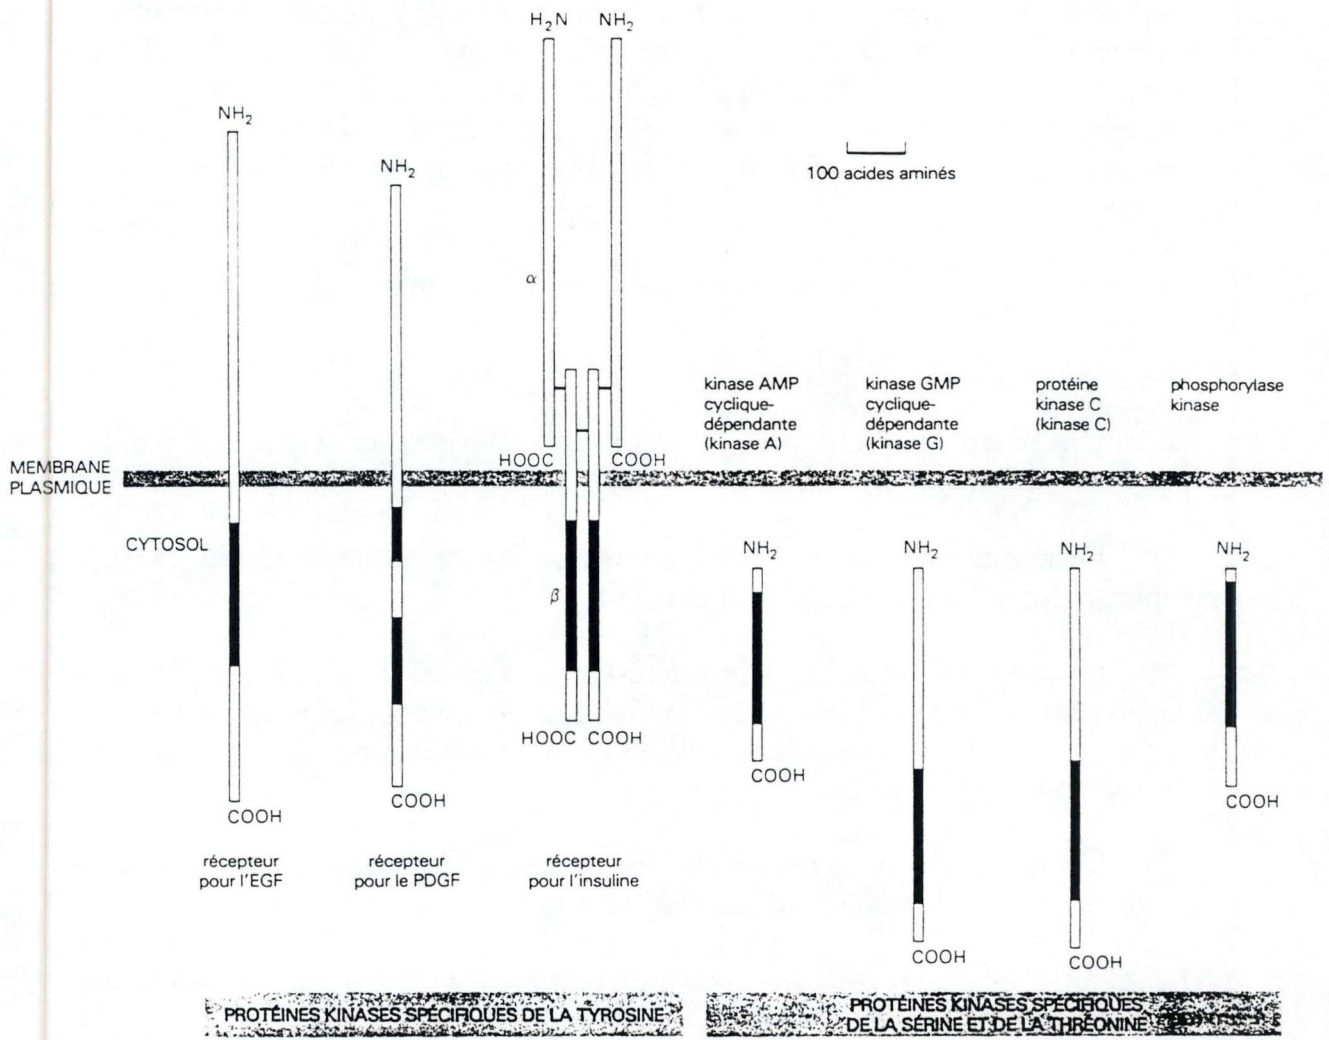 H₂N NH₂
NH₂
NH₂
100 acides aminés
α
kinase AMP
cyclique-
dépendante
(kinase A)
kinase GMP
cyclique-
dépendante
(kinase G)
protéine
kinase C
(kinase C)
phosphorylase
kinase
HOOC COOH
MEMBRANE
PLASMIQUE
CYTOSOL
NH₂ NH₂ NH₂ NH₂
β
HOOC COOH
COOH
COOH
COOH
COOH
récepteur
pour l'EGF
récepteur
pour le PDGF
récepteur
pour l'insuline
COOH
COOH
PROTÉINES KINASES SPÉCIFIQUES DE LA TYROSINE
PROTÉINES KINASES SPÉCIFIQUES
DE LA SÉRINE ET DE LA THRÉONINE